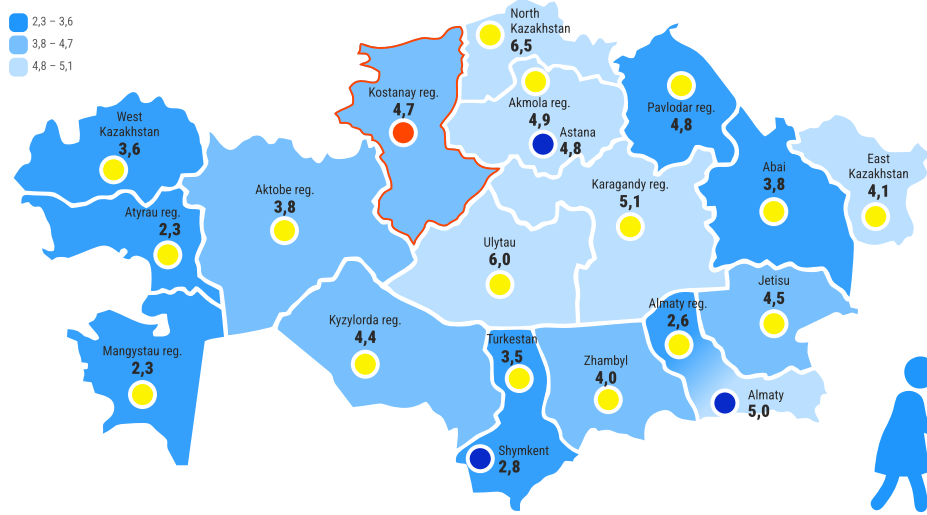 2,3 – 3,6
3,8 – 4,7
4,8 – 5,1
North
Kazakhstan
6,5
Kostanay reg.
4,7
Akmola reg.
4,9
Astana
4,8
Pavlodar reg.
4,8
West
Kazakhstan
3,6
East
Kazakhstan
4,1
Abai
3,8
Karagandy reg.
5,1
Aktobe reg.
3,8
Atyrau reg.
2,3
Ulytau
6,0
Jetisu
4,5
Almaty reg.
2,6
Kyzylorda reg.
4,4
Turkestan
3,5
Mangystau reg.
2,3
Zhambyl
4,0
Almaty
5,0
Shymkent
2,8